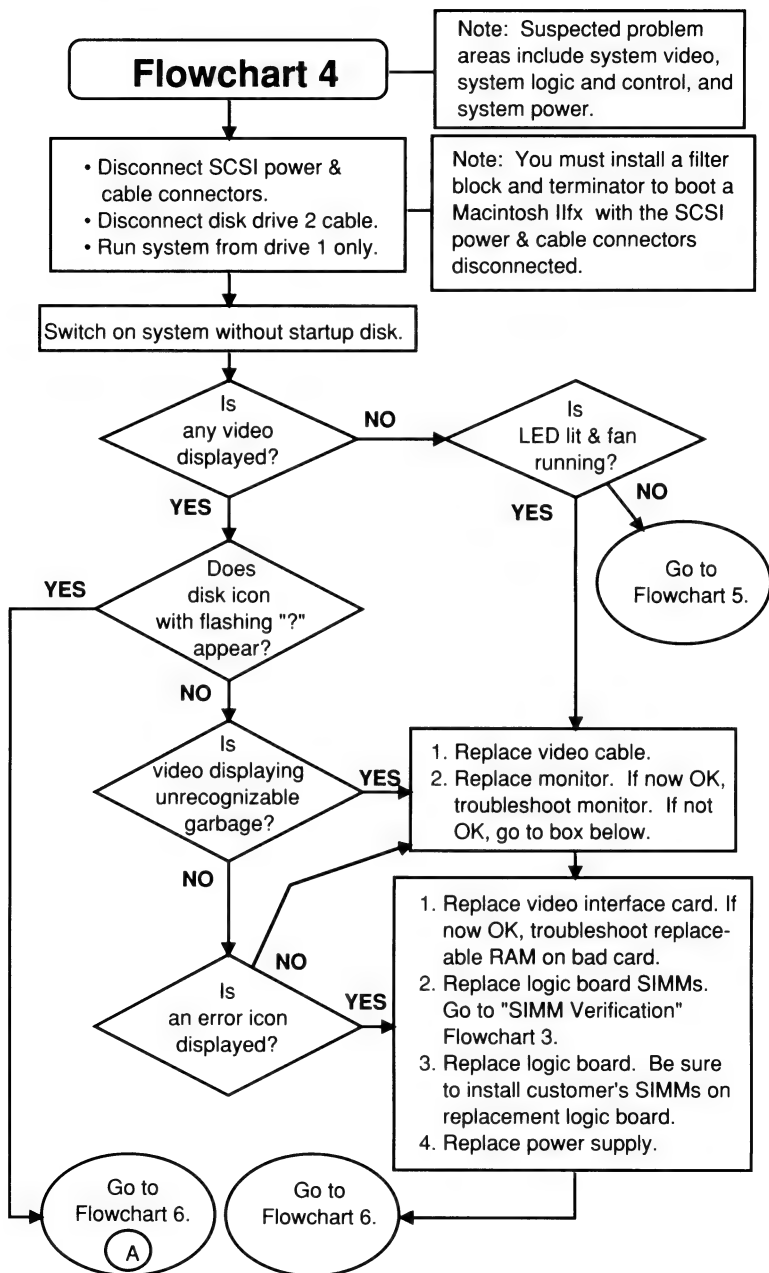 Flowchart 4
Note: Suspected problem
areas include system video,
system logic and control, and
system power.
• Disconnect SCSI power &
cable connectors.
• Disconnect disk drive 2 cable.
• Run system from drive 1 only.
Note: You must install a filter
block and terminator to boot a
Macintosh IIfx with the SCSI
power & cable connectors
disconnected.
Switch on system without startup disk.
Is
any video
displayed?
NO
Is
LED lit & fan
running?
YES
YES
NO
Go to
Flowchart 5.
YES
Does
disk icon
with flashing "?"
appear?
NO
Is
video displaying
unrecognizable
garbage?
YES
1. Replace video cable.
2. Replace monitor. If now OK,
troubleshoot monitor. If not
OK, go to box below.
NO
NO
Is
an error icon
displayed?
YES
1. Replace video interface card. If
now OK, troubleshoot replace-
able RAM on bad card.
2. Replace logic board SIMMs.
Go to "SIMM Verification"
Flowchart 3.
3. Replace logic board. Be sure
to install customer's SIMMs on
replacement logic board.
4. Replace power supply.
Go to
Flowchart 6.
A
Go to
Flowchart 6.